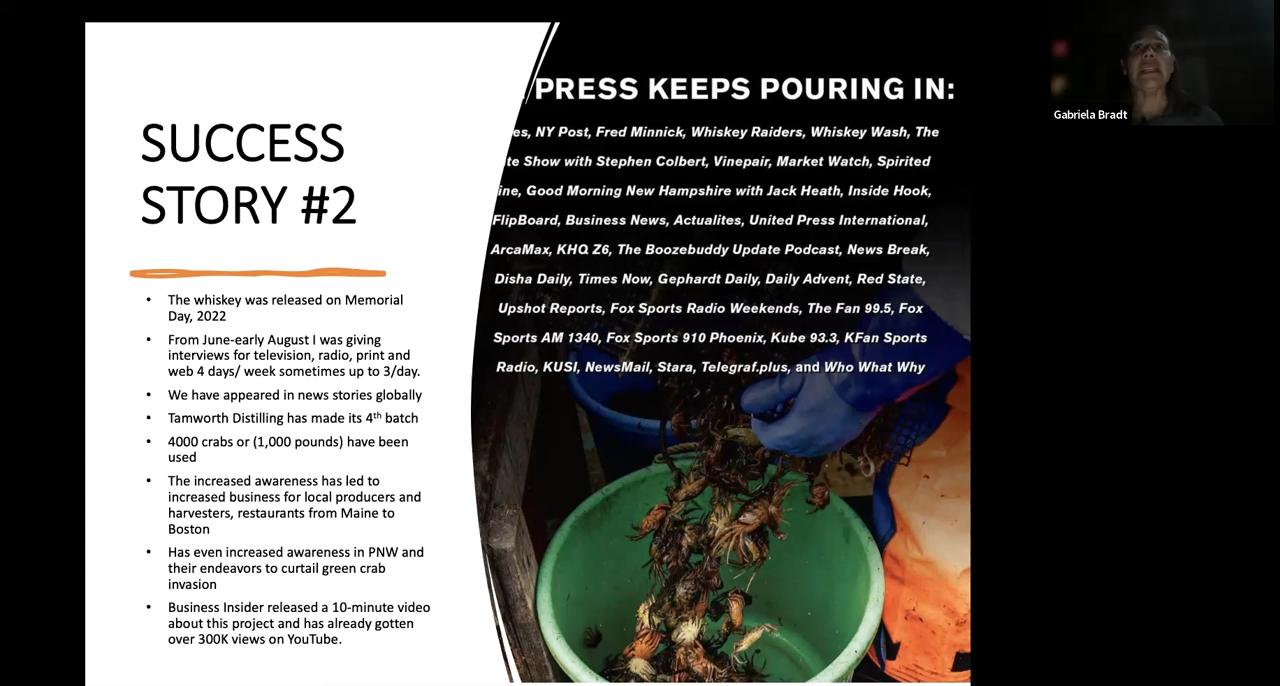 SUCCESS
STORY #2
• The whiskey was released on Memorial
Day, 2022
• From June-early August I was giving
interviews for television, radio, print and
web 4 days/ week sometimes up to 3/day.
• We have appeared in news stories globally
• Tamworth Distilling has made its 4th batch
• 4000 crabs or (1,000 pounds) have been
used
• The increased awareness has led to
increased business for local producers and
harvesters, restaurants from Maine to
Boston
• Has even increased awareness in PNW and
their endeavors to curtail green crab
invasion
• Business Insider released a 10-minute video
about this project and has already gotten
over 300K views on YouTube.
PRESS KEEPS POURING IN:
NY Post, Fred Minnick, Whiskey Raiders, Whiskey Wash, The
Show with Stephen Colbert, Vinepair, Market Watch, Spirited
Good Morning New Hampshire with Jack Heath, Inside Hook,
FlipBoard, Business News, Actualites, United Press International,
ArcaMax, KHQ Z6, The Boozebuddy Update Podcast, News Break,
Disha Daily, Times Now, Gephardt Daily, Daily Advent, Red State,
Upshot Reports, Fox Sports Radio Weekends, The Fan 99.5, Fox
Sports AM 1340, Fox Sports 910 Phoenix, Kube 93.3, KFan Sports
Radio, KUSI, NewsMail, Stara, Telegraf.plus, and Who What Why
Gabriela Bradt